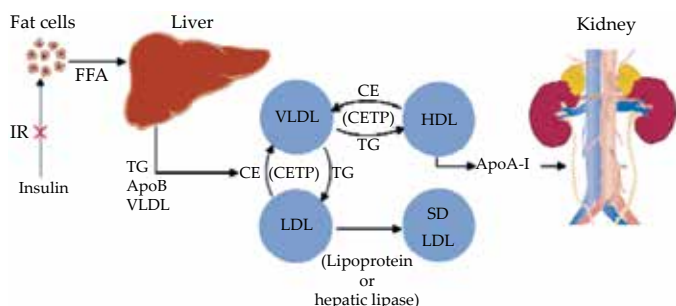 Fat cells
Liver
Kidney
FFA
IR
Insulin
TG
ApoB
VLDL
CE
(CETP)
TG
VLDL
CE
(CETP)
TG
HDL
ApoA-I
LDL
SD
LDL
(Lipoprotein
or
hepatic lipase)